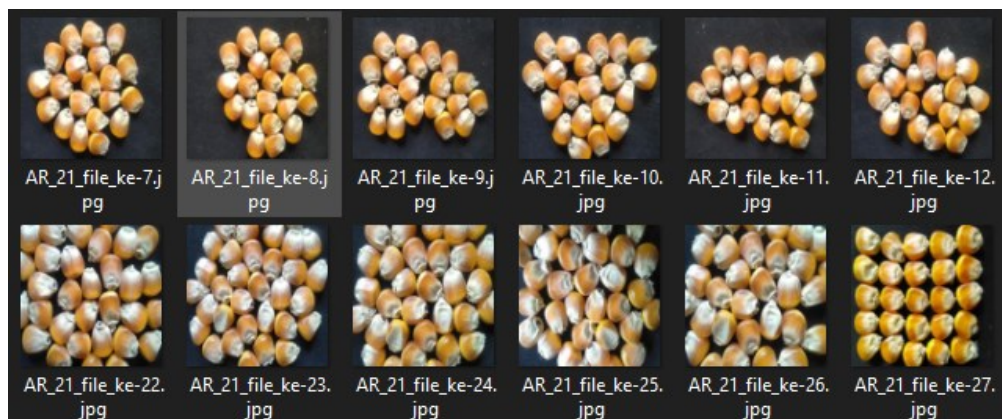 AR_21_file_ke-7.j
pg
AR_21_file_ke-8.j
pg
AR_21_file_ke-9.j
pg
AR_21_file_ke-10.
jpg
AR_21_file_ke-11.
jpg
AR_21_file_ke-12.
jpg
AR_21_file_ke-22.
jpg
AR_21_file_ke-23.
jpg
AR_21_file_ke-24.
jpg
AR_21_file_ke-25.
jpg
AR_21_file_ke-26.
jpg
AR_21_file_ke-27.
jpg